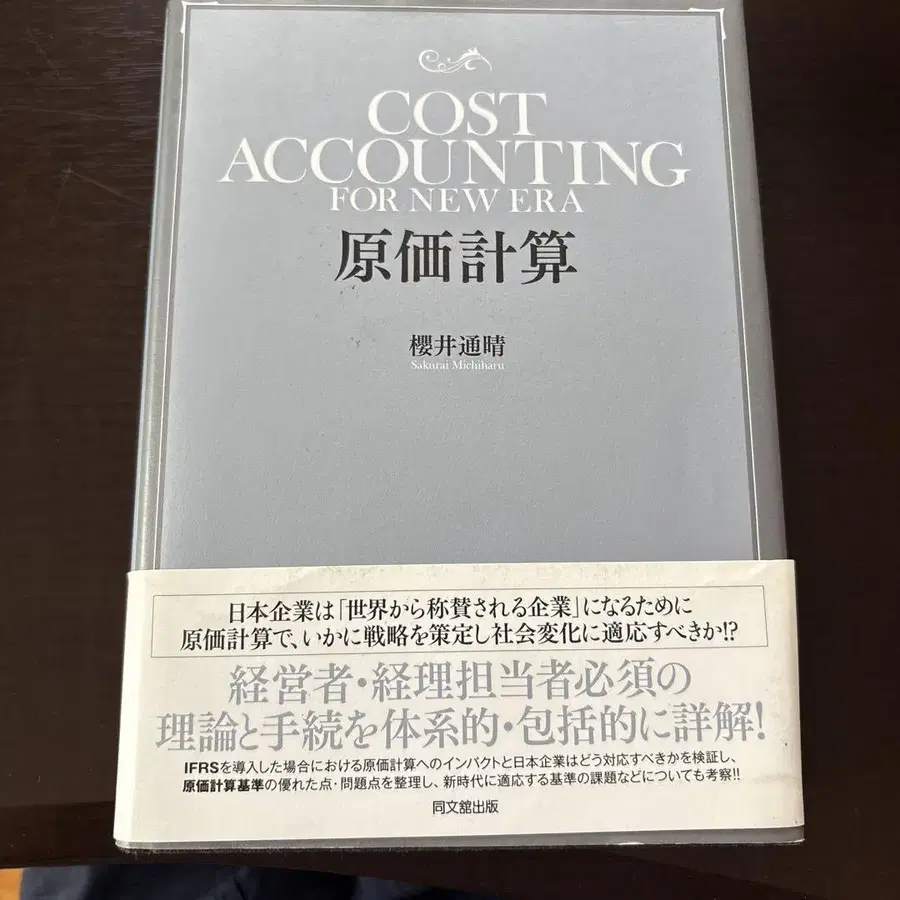 COST
ACCOUNTING
FOR NEW ERA
原価計算
櫻井通晴
Sakurai Michiharu
日本企業は「世界から称賛される企業」になるために
原価計算で、いかに戦略を策定し社会変化に適応すべきか!?
経営者・経理担当者必須の
理論と手続を体系的・包括的に詳解!
IFRSを導入した場合における原価計算へのインパクトと日本企業はどう対応すべきかを検証し、
原価計算基準の優れた点・問題点を整理し、新時代に適応する基準の課題などについても考察!!
同文舘出版